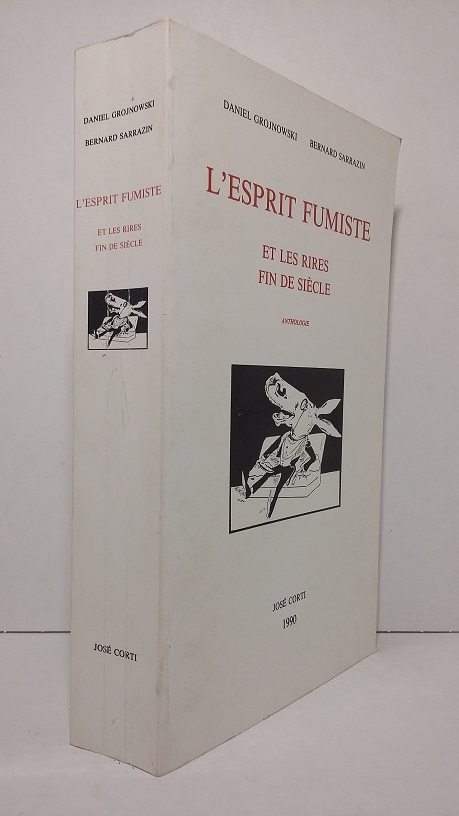 DANIEL GROJNOWSKI
BERNARD SARRAZIN
L'ESPRIT FUMISTE
ET LES RIRES
FIN DE SIÈCLE
JOSÉ CORTI
DANIEL GROJNOWSKI
BERNARD SARRAZIN
L'ESPRIT FUMISTE
ET LES RIRES
FIN DE SIÈCLE
ANTHOLOGIE
JOSÉ CORTI
1990